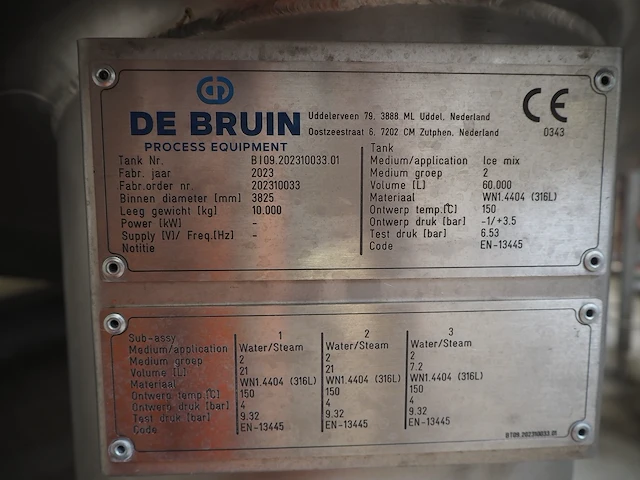 DE BRUIN
PROCESS EQUIPMENT
Uddelerveen 79, 3888 ML Uddel, Nederland
Oostzeestraat 6, 7202 CM Zutphen, Nederland
CE
0343
Tank Nr. BI09.202310033.01
Fabr. jaar 2023
Fabr.order nr. 202310033
Binnen diameter [mm] 3825
Leeg gewicht [kg] 10.000
Power [kW] -
Supply [V]/ Freq.[Hz] -
Notitie
Tank
Medium/application Ice mix
Medium groep 2
Volume [L] 60.000
Materiaal WN1.4404 (316L)
Ontwerp temp.[°C] 150
Ontwerp druk [bar] -1/+3.5
Test druk [bar] 6.53
Code EN-13445
Sub-assy 1 2 3
Medium/application Water/Steam Water/Steam Water/Steam
Medium groep 2 2 2
Volume [L] 21 21 7.2
Materiaal WN1.4404 (316L) WN1.4404 (316L) WN1.4404 (316L)
Ontwerp temp.[°C] 150 150 150
Ontwerp druk [bar] 4 4 4
Test druk [bar] 9.32 9.32 9.32
Code EN-13445 EN-13445 EN-13445
BI09.202310033.01